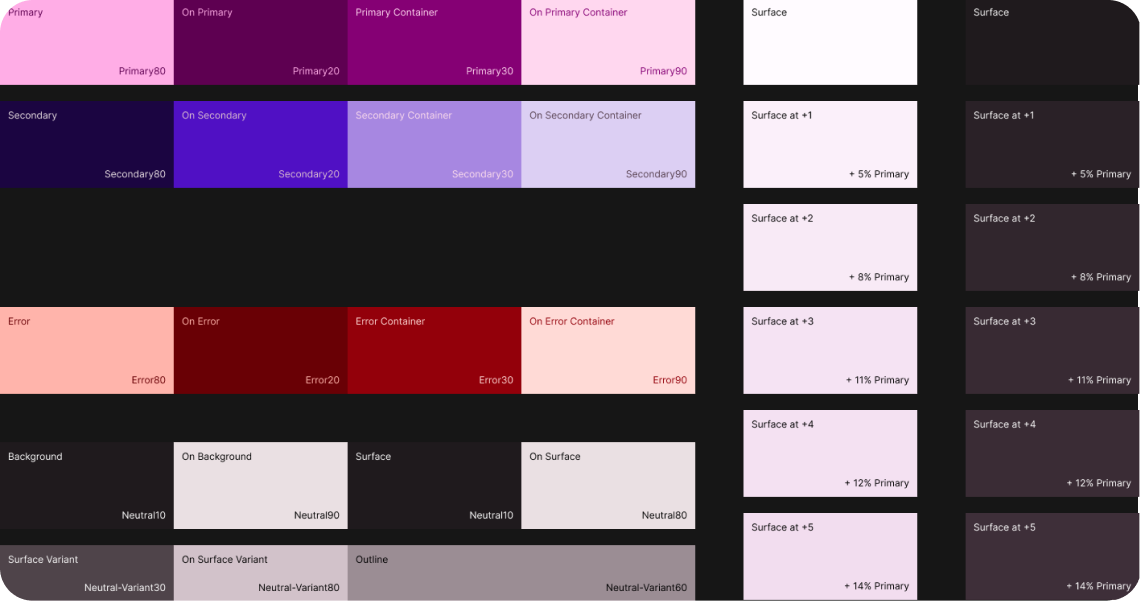 Primary
On Primary
Primary Container
On Primary Container
Primary80
Primary20
Primary30
Primary90
Secondary
On Secondary
Secondary Container
On Secondary Container
Secondary80
Secondary20
Secondary30
Secondary90
Error
On Error
Error Container
On Error Container
Error80
Error20
Error30
Error90
Background
On Background
Surface
On Surface
Neutral10
Neutral90
Neutral10
Neutral80
Surface Variant
On Surface Variant
Outline
Neutral-Variant30
Neutral-Variant80
Neutral-Variant60
Surface
Surface at +1
+ 5% Primary
Surface at +2
+ 8% Primary
Surface at +3
+ 11% Primary
Surface at +4
+ 12% Primary
Surface at +5
+ 14% Primary
Surface
Surface at +1
+ 5% Primary
Surface at +2
+ 8% Primary
Surface at +3
+ 11% Primary
Surface at +4
+ 12% Primary
Surface at +5
+ 14% Primary